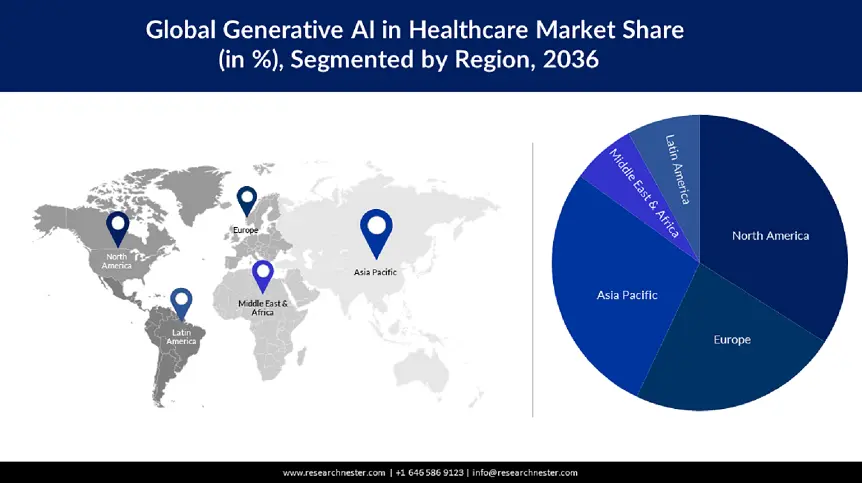 Global Generative AI in Healthcare Market Share
(in %), Segmented by Region, 2036
North
America
Europe
Asia Pacific
Middle East &
Africa
Latin
America
North America
Europe
Asia Pacific
Middle East & Africa
Latin America
www.researchnester.com | +1 646 586 9123 | info@researchnester.com